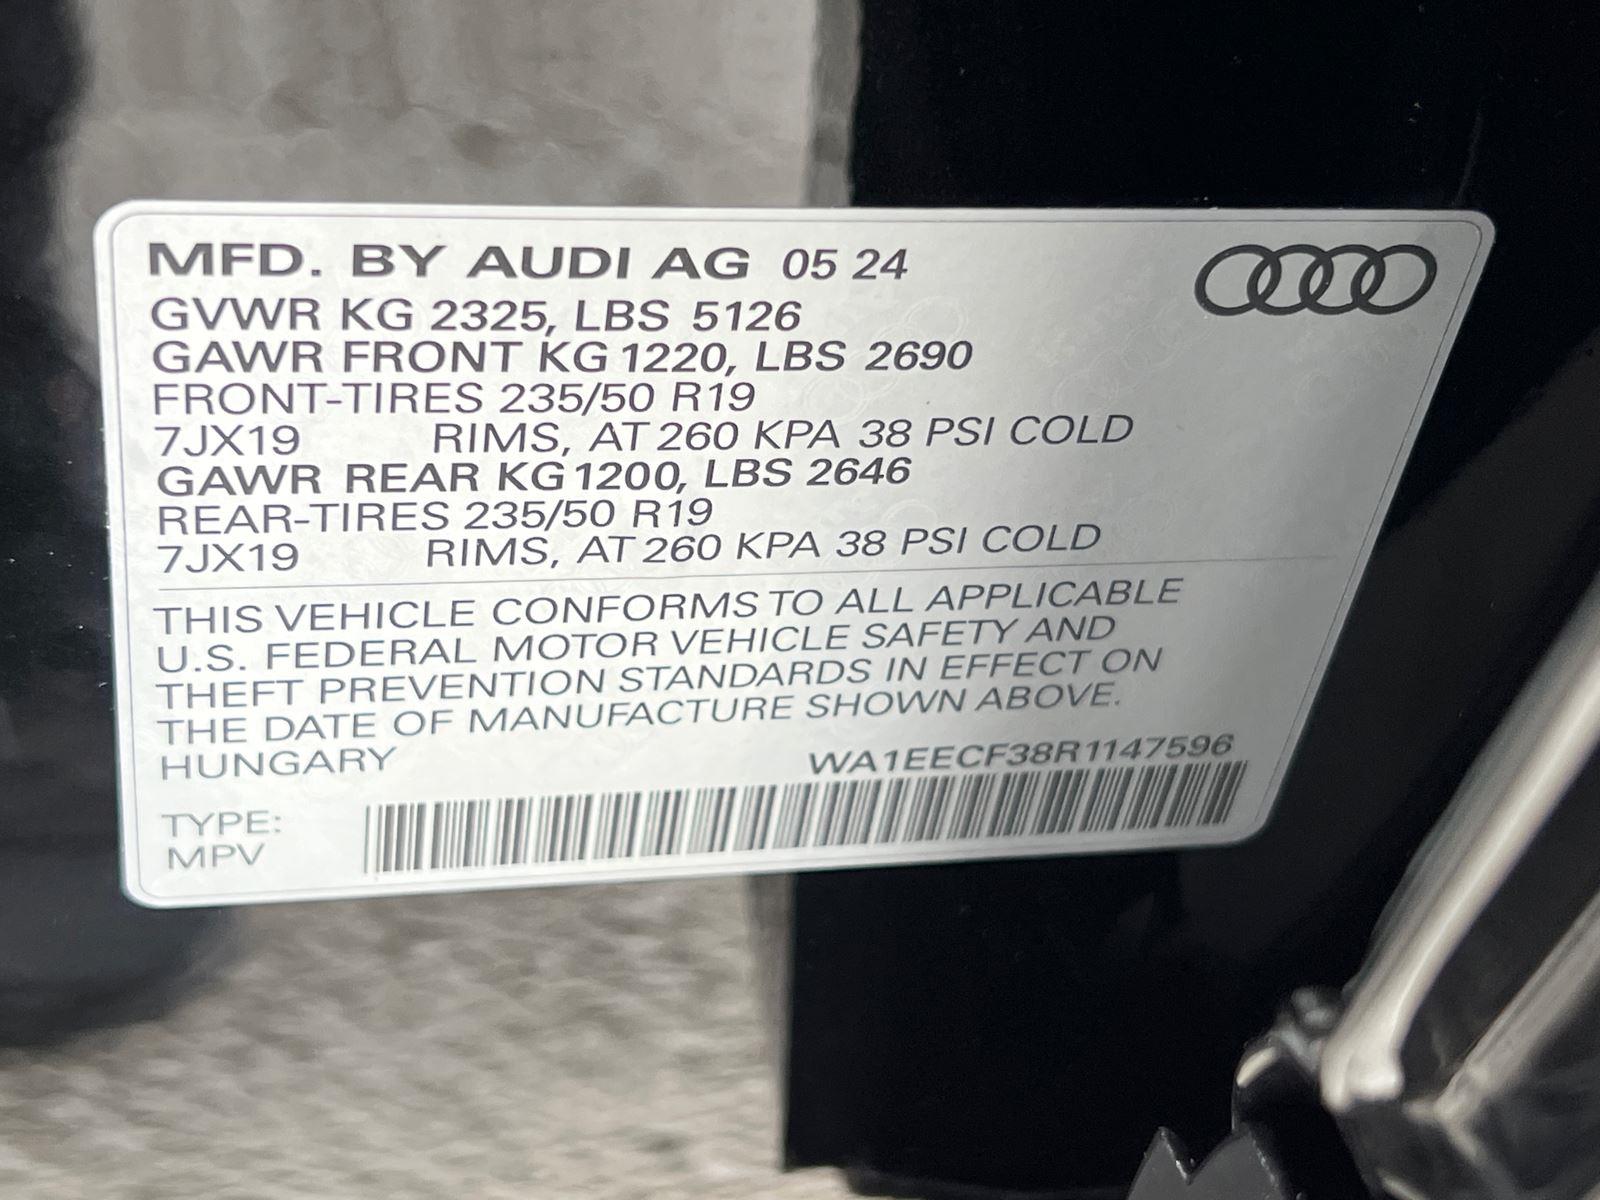 MFD. BY AUDI AG 05 24
GVWR KG 2325, LBS 5126
GAWR FRONT KG 1220, LBS 2690
FRONT-TIRES 235/50 R19
7JX19 RIMS, AT 260 KPA 38 PSI COLD
GAWR REAR KG 1200, LBS 2646
REAR-TIRES 235/50 R19
7JX19 RIMS, AT 260 KPA 38 PSI COLD
THIS VEHICLE CONFORMS TO ALL APPLICABLE
U.S. FEDERAL MOTOR VEHICLE SAFETY AND
THEFT PREVENTION STANDARDS IN EFFECT ON
THE DATE OF MANUFACTURE SHOWN ABOVE.
HUNGARY WA1EECF38R1147596
TYPE:
MPV